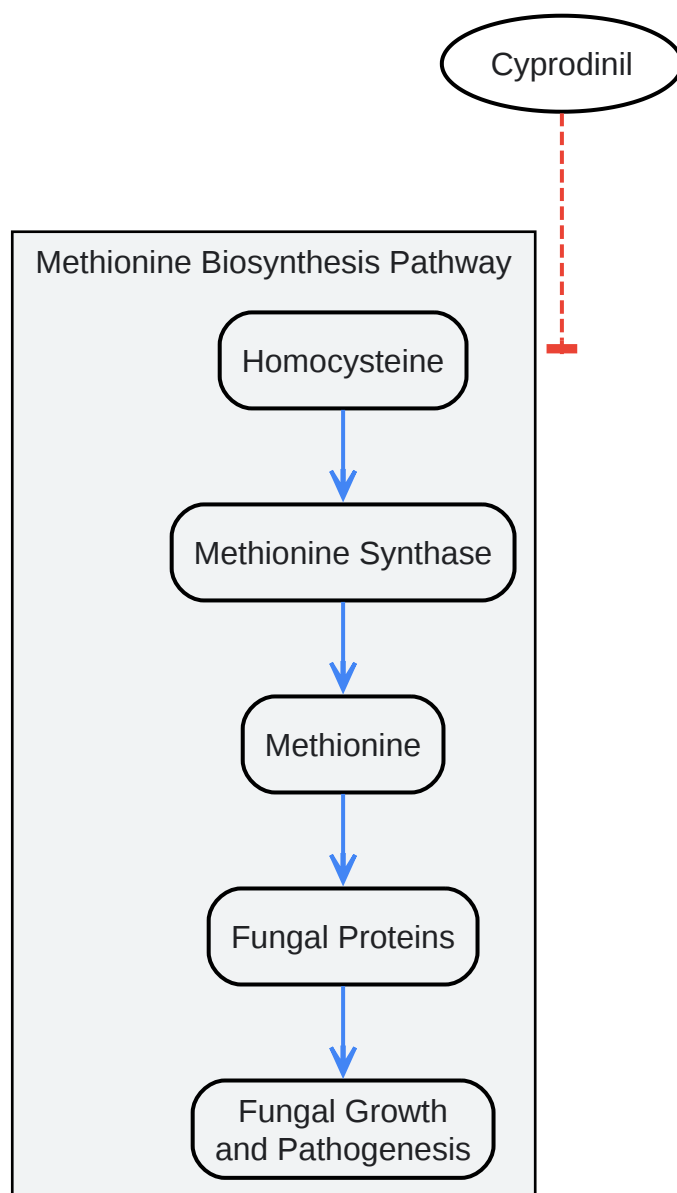 Cyprodinil
Methionine Biosynthesis Pathway
Homocysteine
Methionine Synthase
Methionine
Fungal Proteins
Fungal Growth
and Pathogenesis